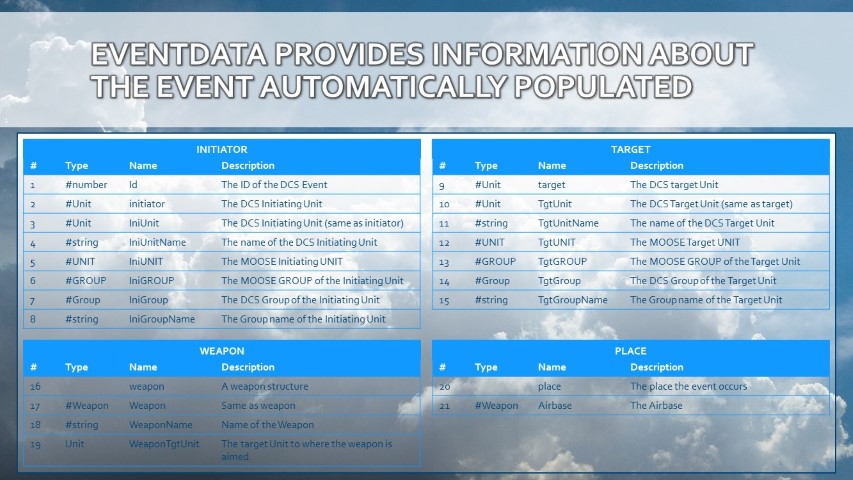 EVENTDATA PROVIDES INFORMATION ABOUT
THE EVENT AUTOMATICALLY POPULATED
INITIATOR
# Type Name Description
1 #number Id The ID of the DCS Event
2 #Unit initiator The DCS Initiating Unit
3 #Unit IniUnit The DCS Initiating Unit (same as initiator)
4 #string IniUnitName The name of the DCS Initiating Unit
5 #UNIT IniUNIT The MOOSE Initiating UNIT
6 #GROUP IniGROUP The MOOSE GROUP of the Initiating Unit
7 #Group IniGroup The DCS Group of the Initiating Unit
8 #string IniGroupName The Group name of the Initiating Unit
TARGET
# Type Name Description
9 #Unit target The DCS target Unit
10 #Unit TgtUnit The DCS Target Unit (same as target)
11 #string TgtUnitName The name of the DCS Target Unit
12 #UNIT TgtUNIT The MOOSE Target UNIT
13 #GROUP TgtGROUP The MOOSE GROUP of the Target Unit
14 #Group TgtGroup The DCS Group of the Target Unit
15 #string TgtGroupName The Group name of the Target Unit
WEAPON
# Type Name Description
16 weapon A weapon structure
17 #Weapon Weapon Same as weapon
18 #string WeaponName Name of the Weapon
19 Unit WeaponTgtUnit The target Unit to where the weapon is
aimed.
PLACE
# Type Name Description
20 place The place the event occurs
21 #Weapon Airbase The Airbase